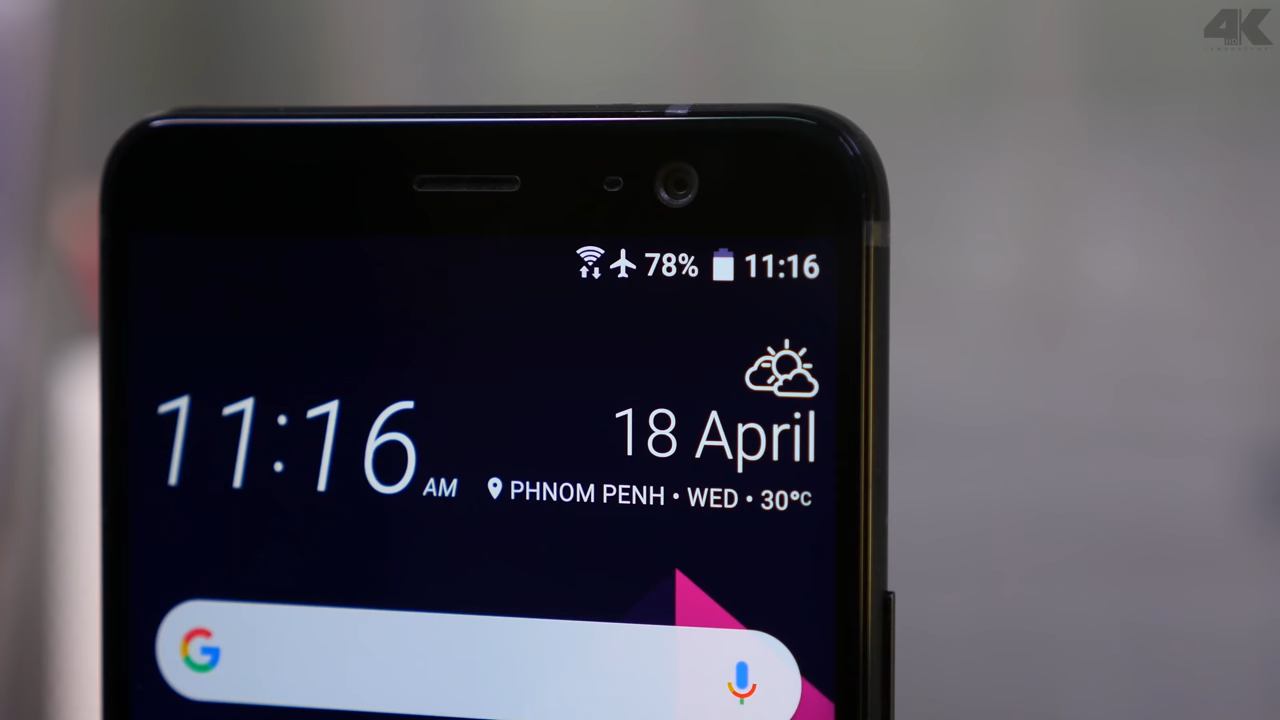 4K
78% 11:16
11:16 AM
18 April
PHNOM PENH • WED • 30°C
G